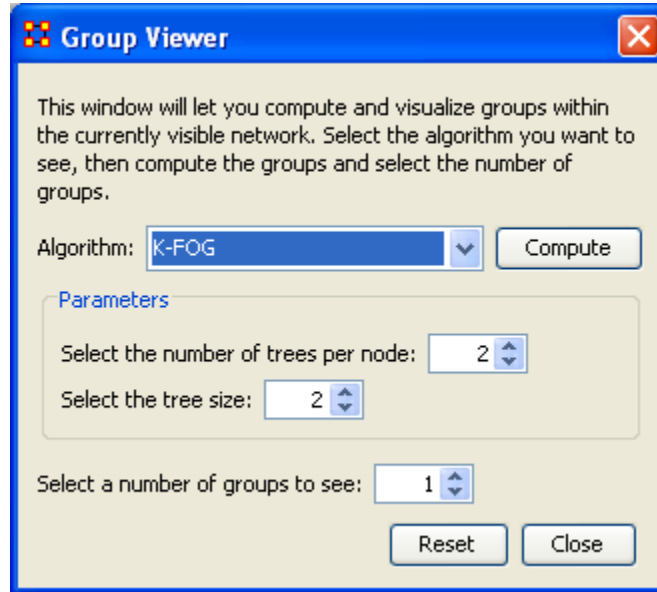 Group Viewer
This window will let you compute and visualize groups within
the currently visible network. Select the algorithm you want to
see, then compute the groups and select the number of
groups.
Algorithm: K-FOG Compute
Parameters
Select the number of trees per node: 2
Select the tree size: 2
Select a number of groups to see: 1
Reset Close